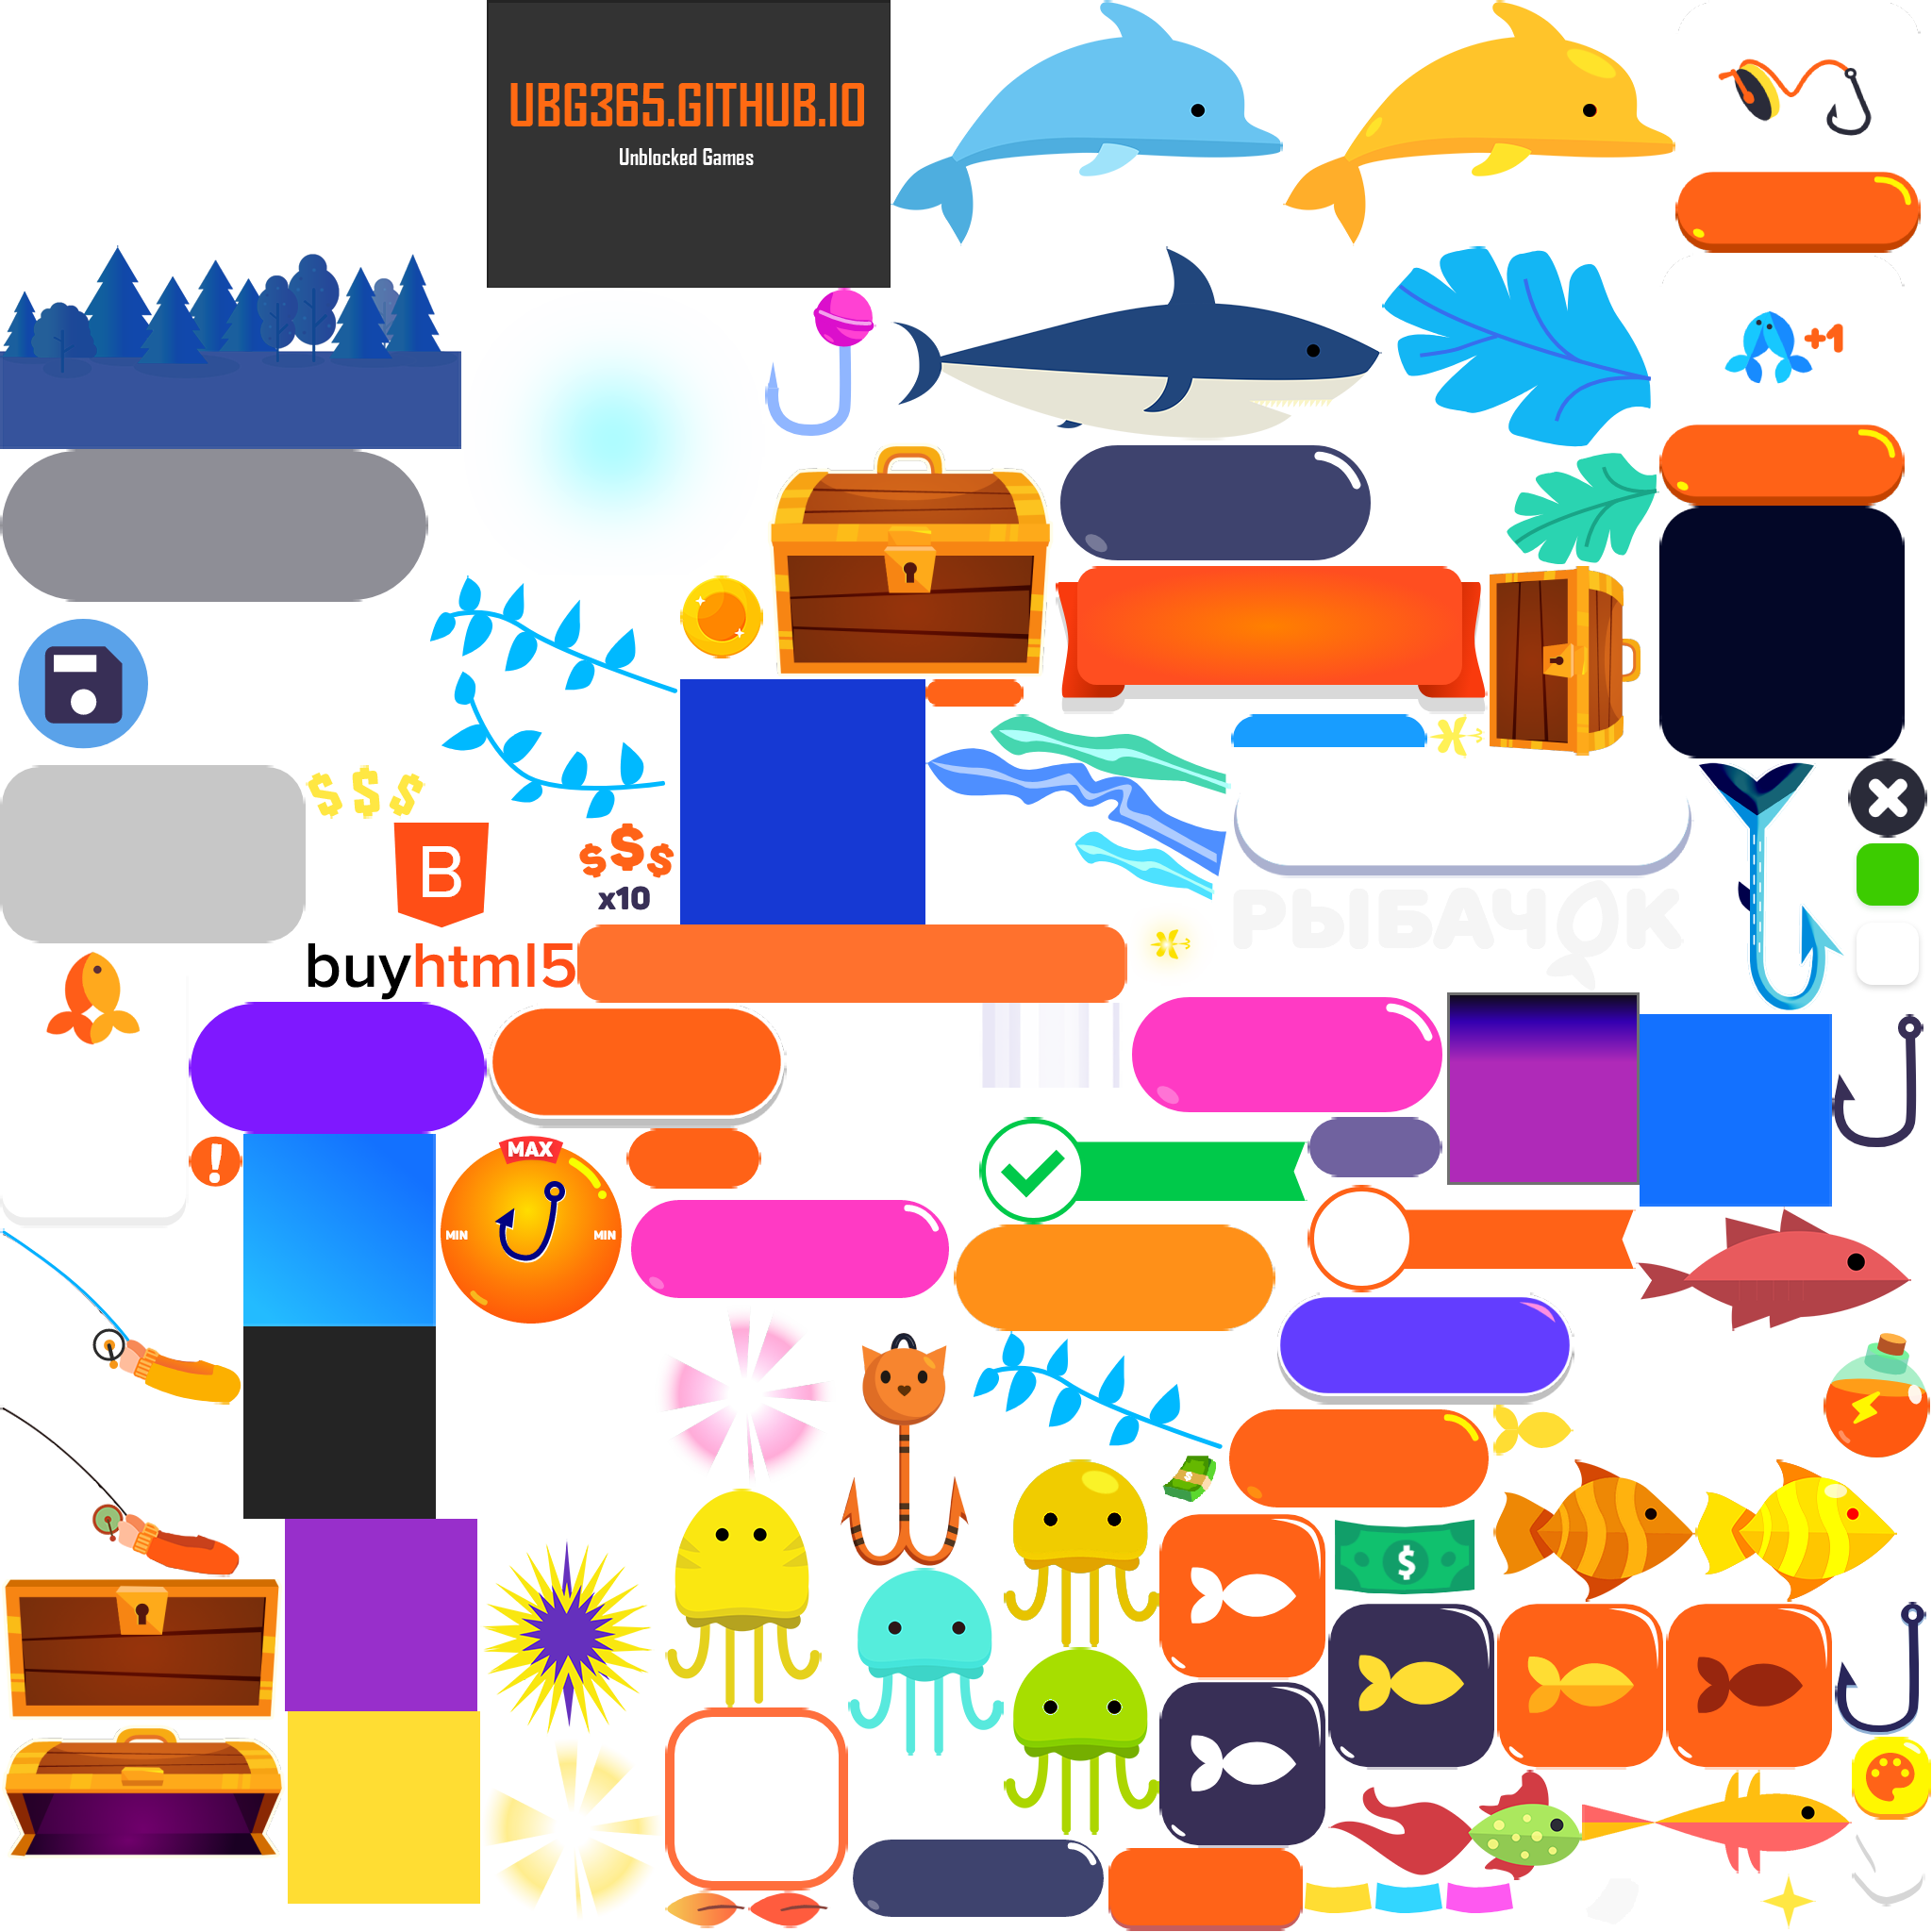 UBG365.GITHUB.IO
Unblocked Games
+1
$ $ $
B
$ $ $
x10
buyhtml5
РЫБАЧОК
!
MAX
MIN MIN
$
$